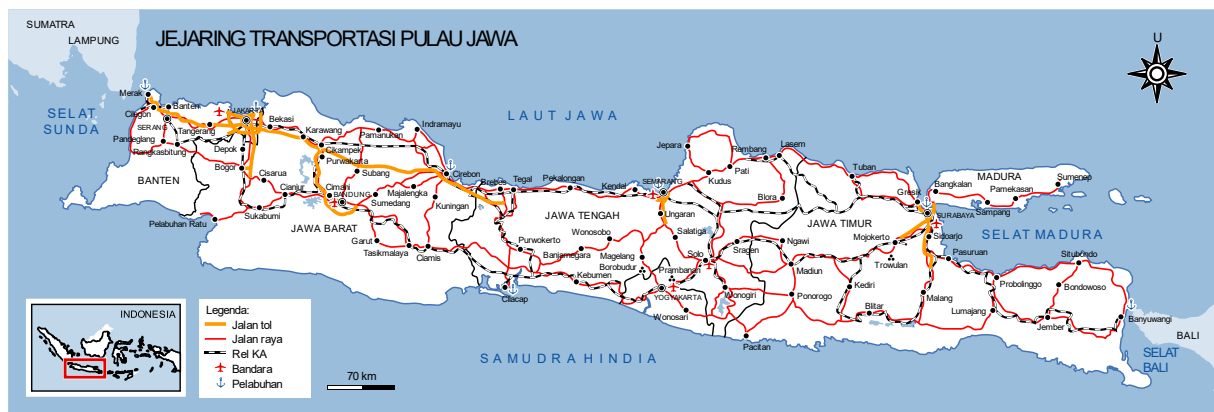 SUMATRA
LAMPUNG
JEJARING TRANSPORTASI PULAU JAWA
U
SELAT
SUNDA
LAUT JAWA
Merak
Banten
Cilegon
SERANG
Tangerang
JAKARTA
Bekasi
Pandeglang
Rangkasbitung
Depok
Bogor
BANTEN
Karawang
Pamanukan
Indramayu
Cikampek
Purwakarta
Subang
Cisarua
Cianjur
Cimahi
BANDUNG
Majalengka
Sumedang
Cirebon
Kuningan
Pelabuhan Ratu
Sukabumi
JAWA BARAT
Garut
Tasikmalaya
Ciamis
Brebes
Tegal
Pekalongan
Kendal
SEMARANG
Ungaran
Salatiga
JAWA TENGAH
Wonosobo
Purwokerto
Banjarnegara
Magelang
Borobudur
Kebumen
Cilacap
Prambanan
YOGYAKARTA
Wonosari
Solo
Sragen
Wonogiri
Pacitan
Jepara
Kudus
Pati
Rembang
Lasem
Blora
Tuban
Gresik
Bangkalan
MADURA
Pamekasan
Sumenep
Sampang
SURABAYA
JAWA TIMUR
Mojokerto
Sidoarjo
Trowulan
Pasuruan
Ngawi
Madiun
Ponorogo
Kediri
Blitar
Malang
SELAT MADURA
Situbondo
Probolinggo
Bondowoso
Lumajang
Jember
Banyuwangi
BALI
SELAT
BALI
SAMUDRA HINDIA
INDONESIA
Legenda:
Jalan tol
Jalan raya
Rel KA
Bandara
Pelabuhan
70 km